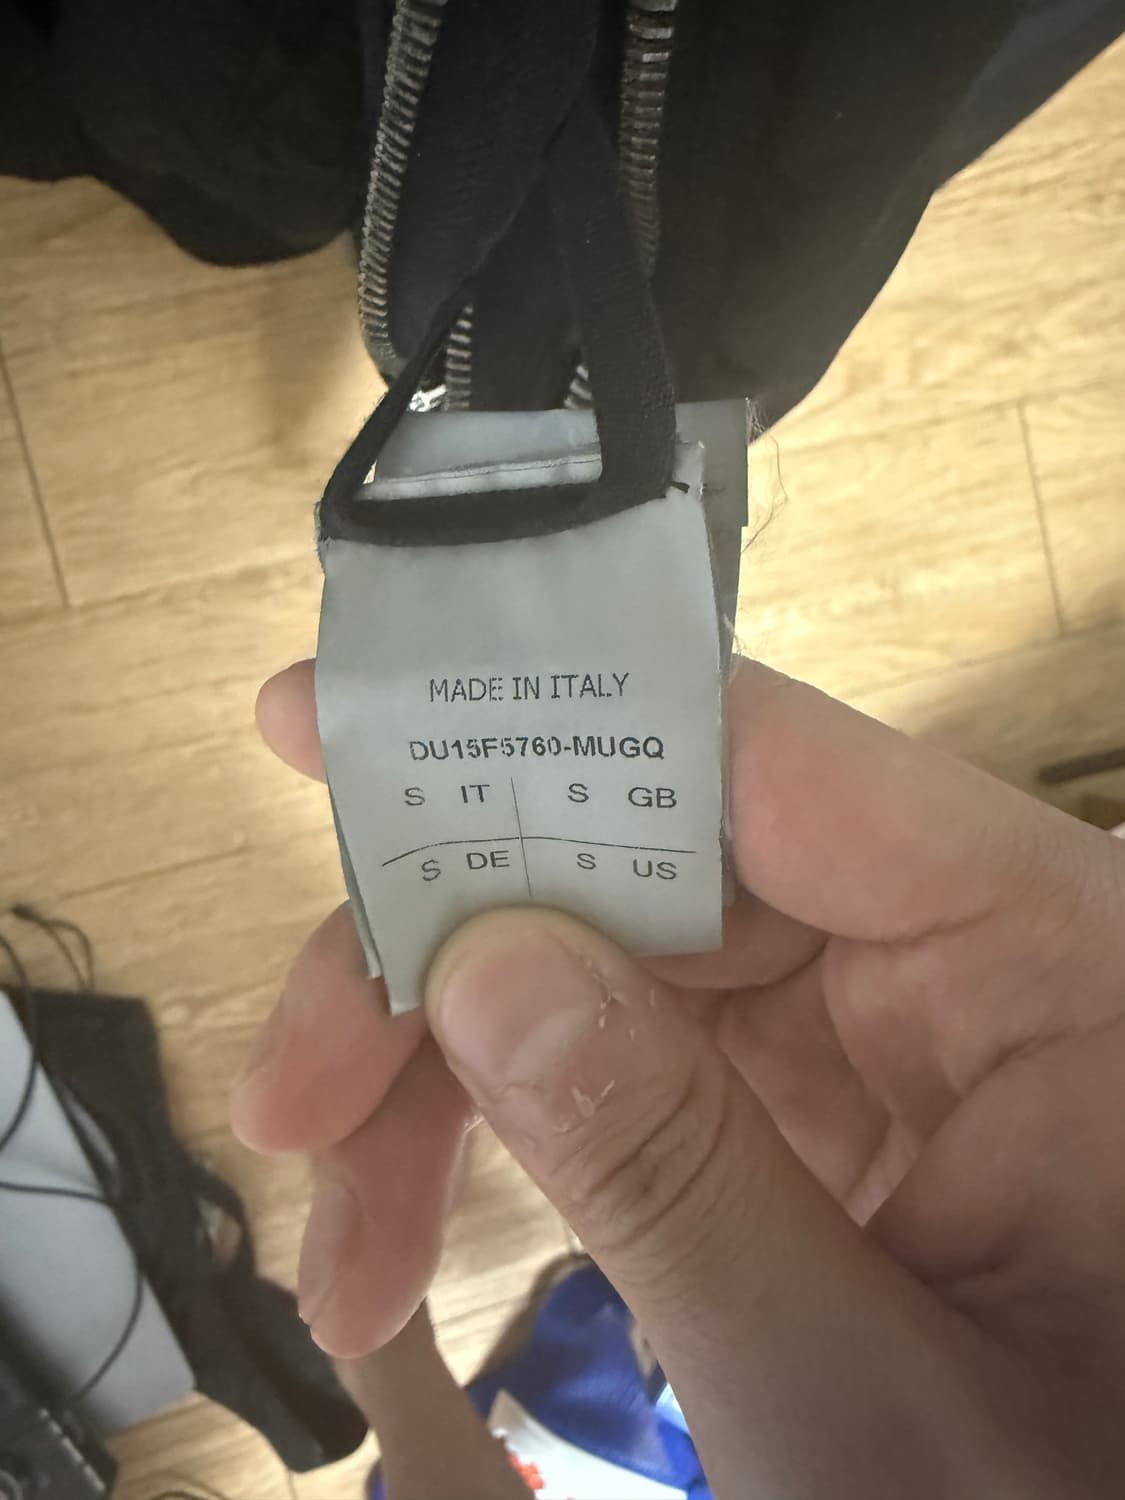 MADE IN ITALY
DU15F5760-MUGQ
S IT S GB
S DE S US